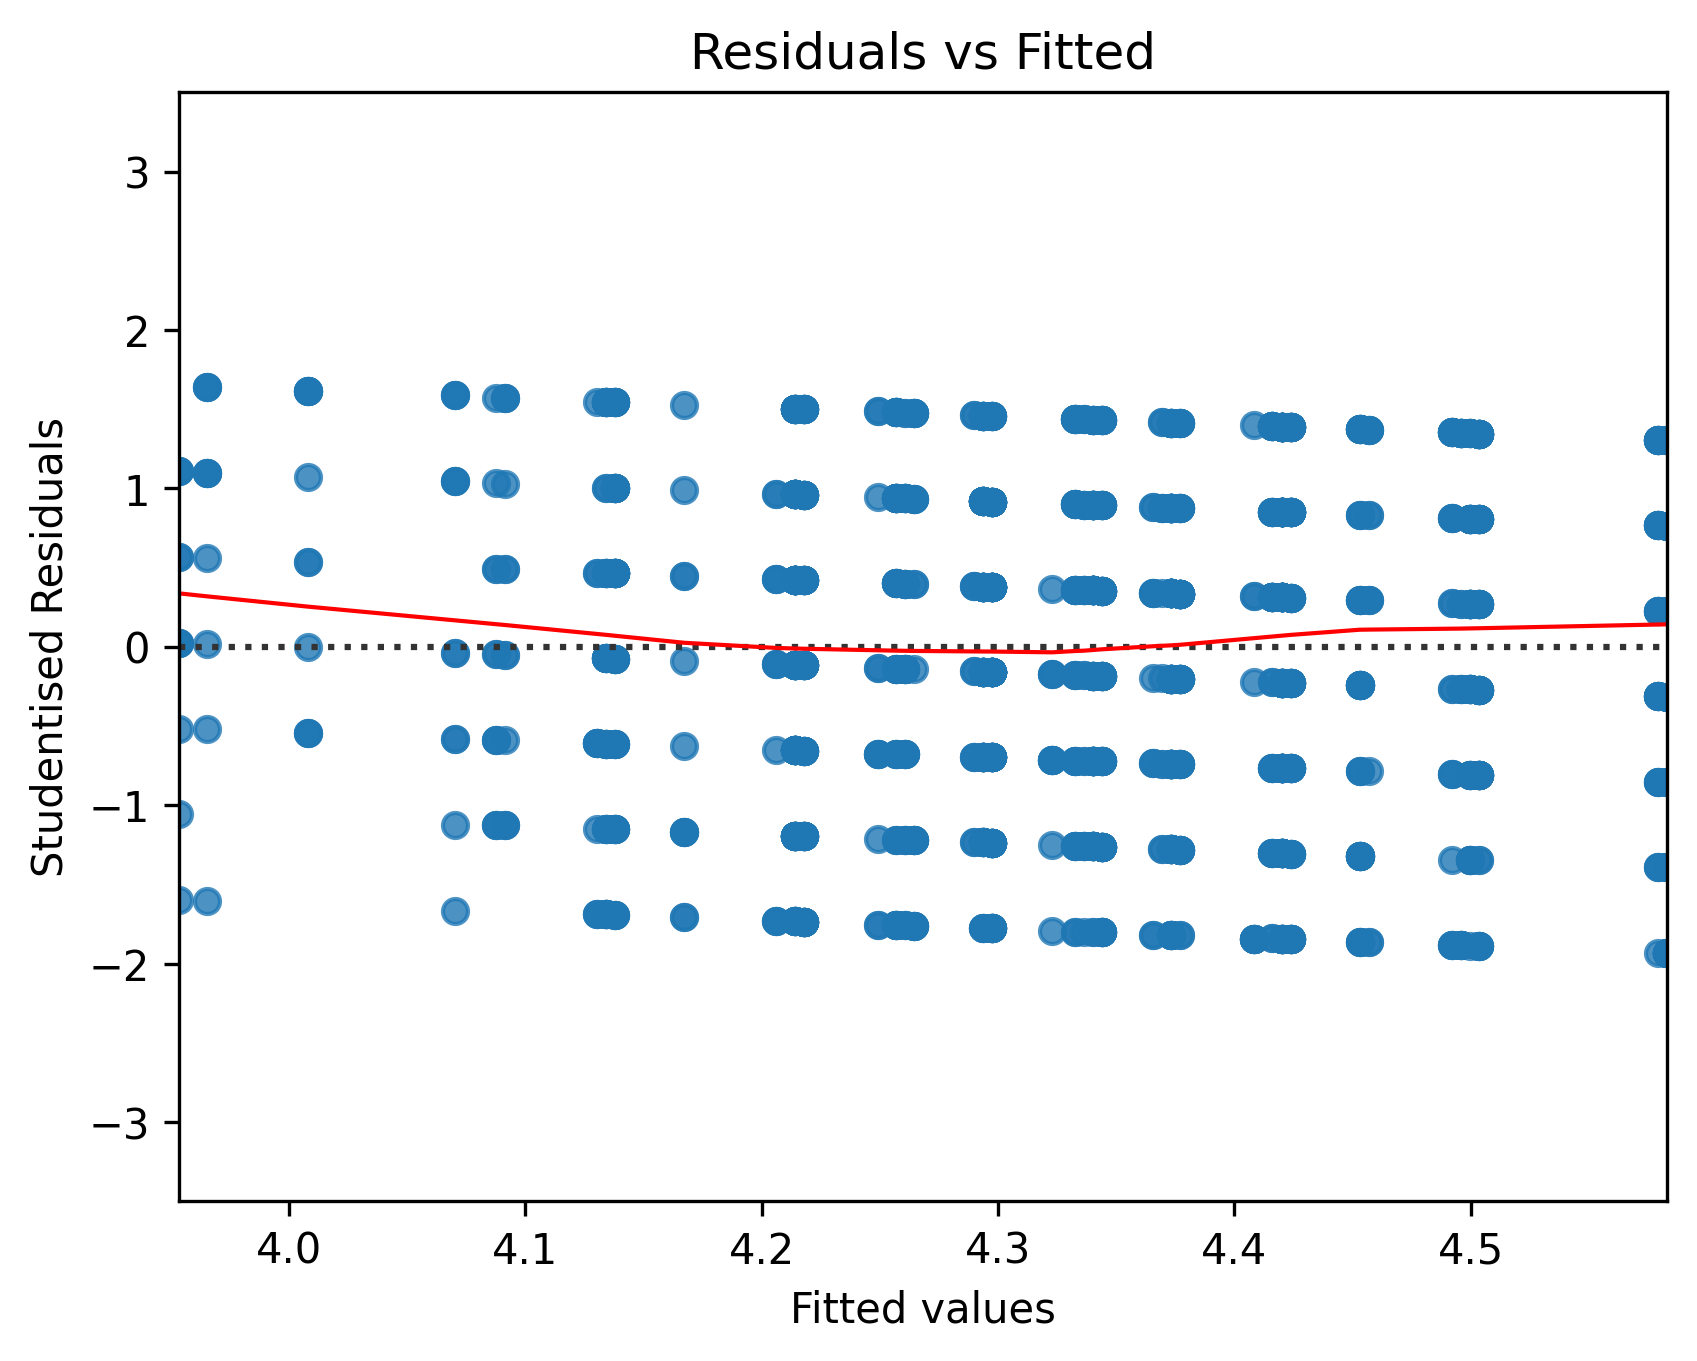 Residuals vs Fitted
3
2
1
0
−1
−2
−3
Studentised Residuals
4.0 4.1 4.2 4.3 4.4 4.5
Fitted values